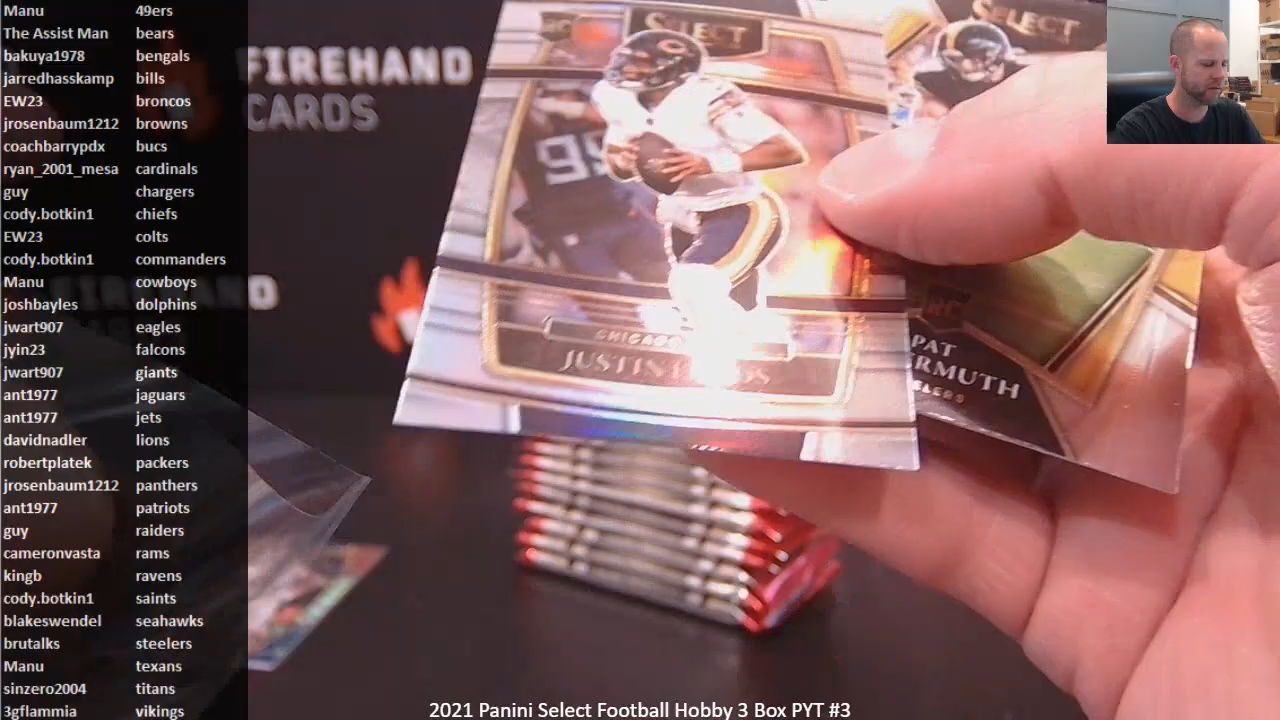 Manu 49ers
The Assist Man bears
bakuya1978 bengals
jarredhasskamp bills
EW23 broncos
jrosenbaum1212 browns
coachbarrypdx bucs
ryan_2001_mesa cardinals
guy chargers
cody.botkin1 chiefs
EW23 colts
cody.botkin1 commanders
Manu cowboys
joshbayles dolphins
jwart907 eagles
jyin23 falcons
jwart907 giants
ant1977 jaguars
ant1977 jets
davidnadler lions
robertplatek packers
jrosenbaum1212 panthers
ant1977 patriots
guy raiders
cameronvasta rams
kingb ravens
cody.botkin1 saints
blakeswendel seahawks
brutalks steelers
Manu texans
sinzero2004 titans
3gflammia vikings
FIREHAND
CARDS
SELECT
SELECT
RC
C
CHICAGO
JUSTIN
RC
PAT
2021 Panini Select Football Hobby 3 Box PYT #3